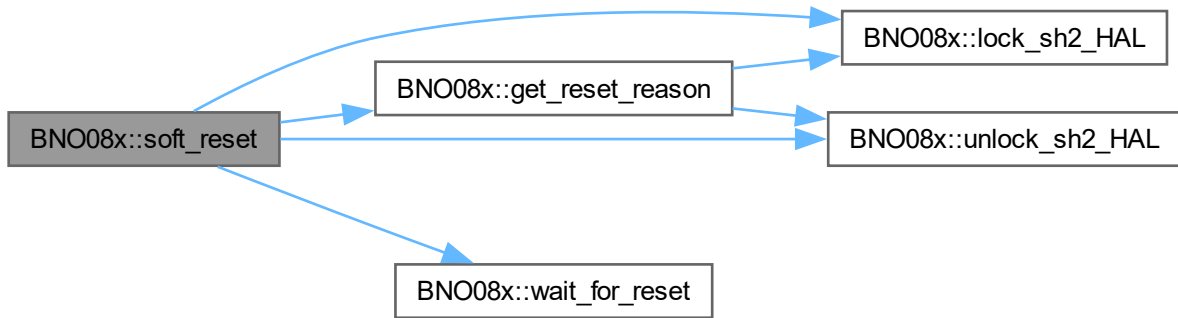 BNO08x::soft_reset
BNO08x::get_reset_reason
BNO08x::lock_sh2_HAL
BNO08x::unlock_sh2_HAL
BNO08x::wait_for_reset